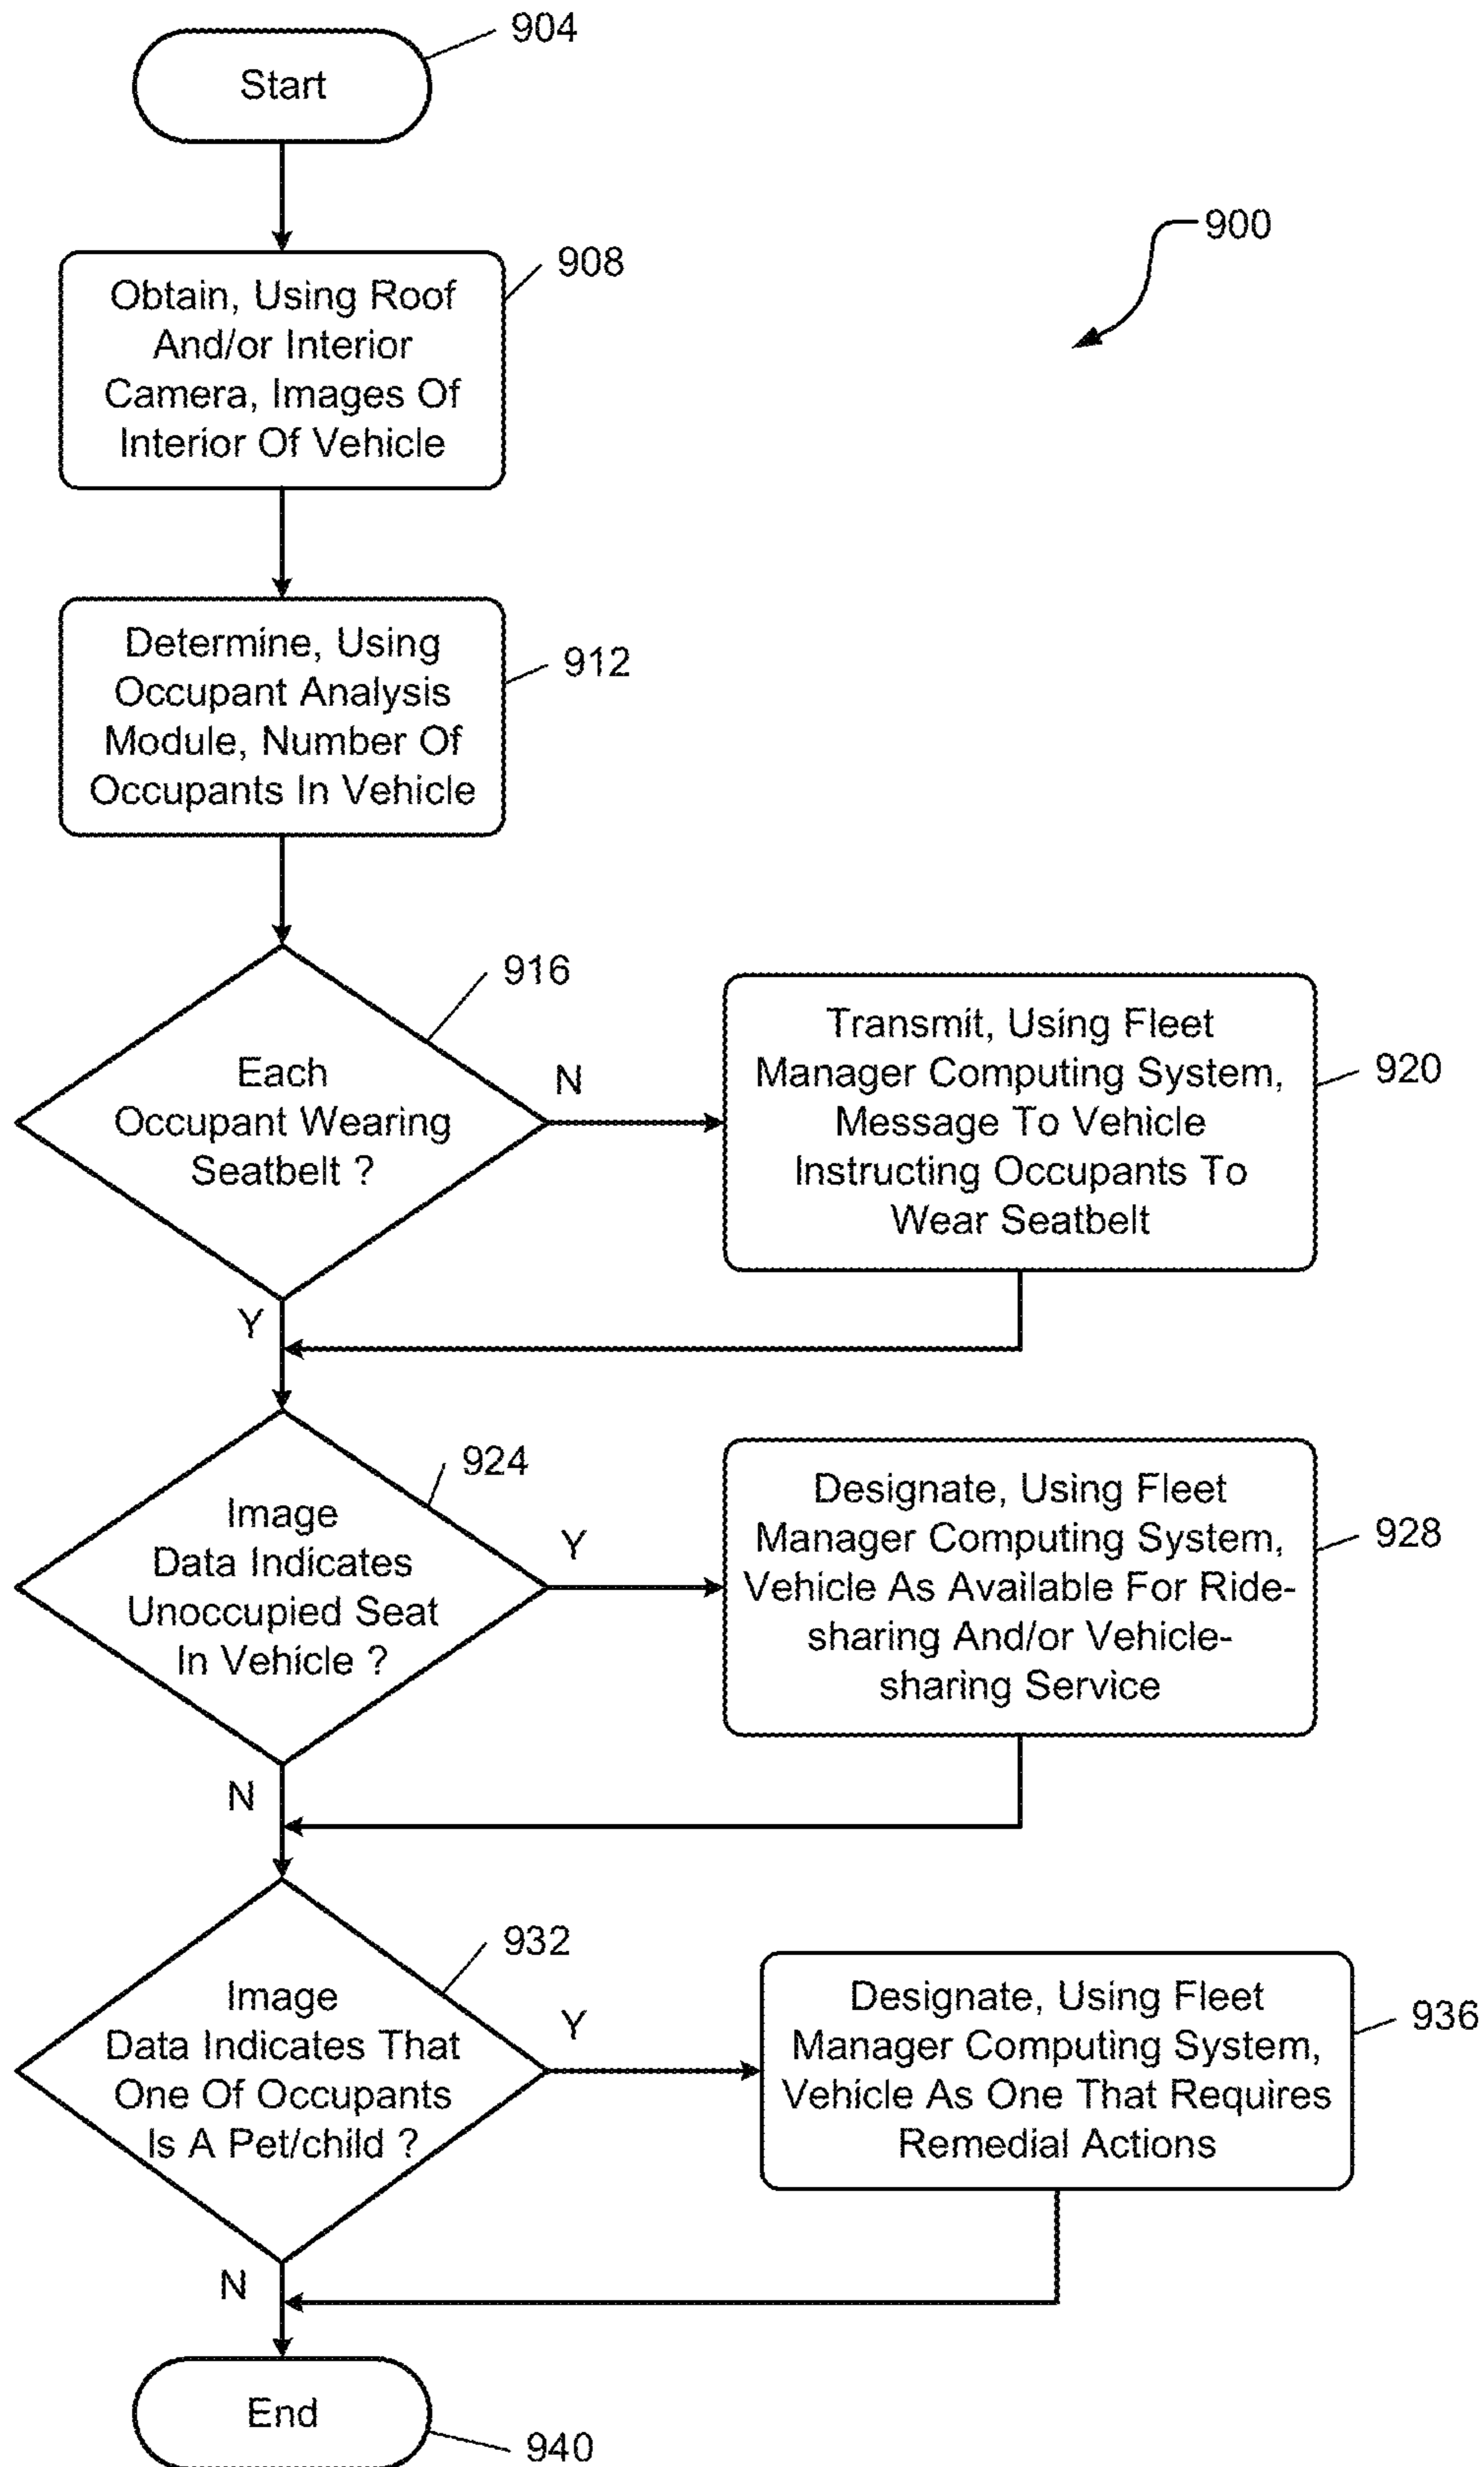 904
Start
900
908
Obtain, Using Roof
And/or Interior
Camera, Images Of
Interior Of Vehicle
912
Determine, Using
Occupant Analysis
Module, Number Of
Occupants In Vehicle
916
Each
Occupant Wearing
Seatbelt ?
N
Y
920
Transmit, Using Fleet
Manager Computing System,
Message To Vehicle
Instructing Occupants To
Wear Seatbelt
924
Image
Data Indicates
Unoccupied Seat
In Vehicle ?
Y
N
928
Designate, Using Fleet
Manager Computing System,
Vehicle As Available For Ride-
sharing And/or Vehicle-
sharing Service
932
Image
Data Indicates That
One Of Occupants
Is A Pet/child ?
Y
N
936
Designate, Using Fleet
Manager Computing System,
Vehicle As One That Requires
Remedial Actions
End
940